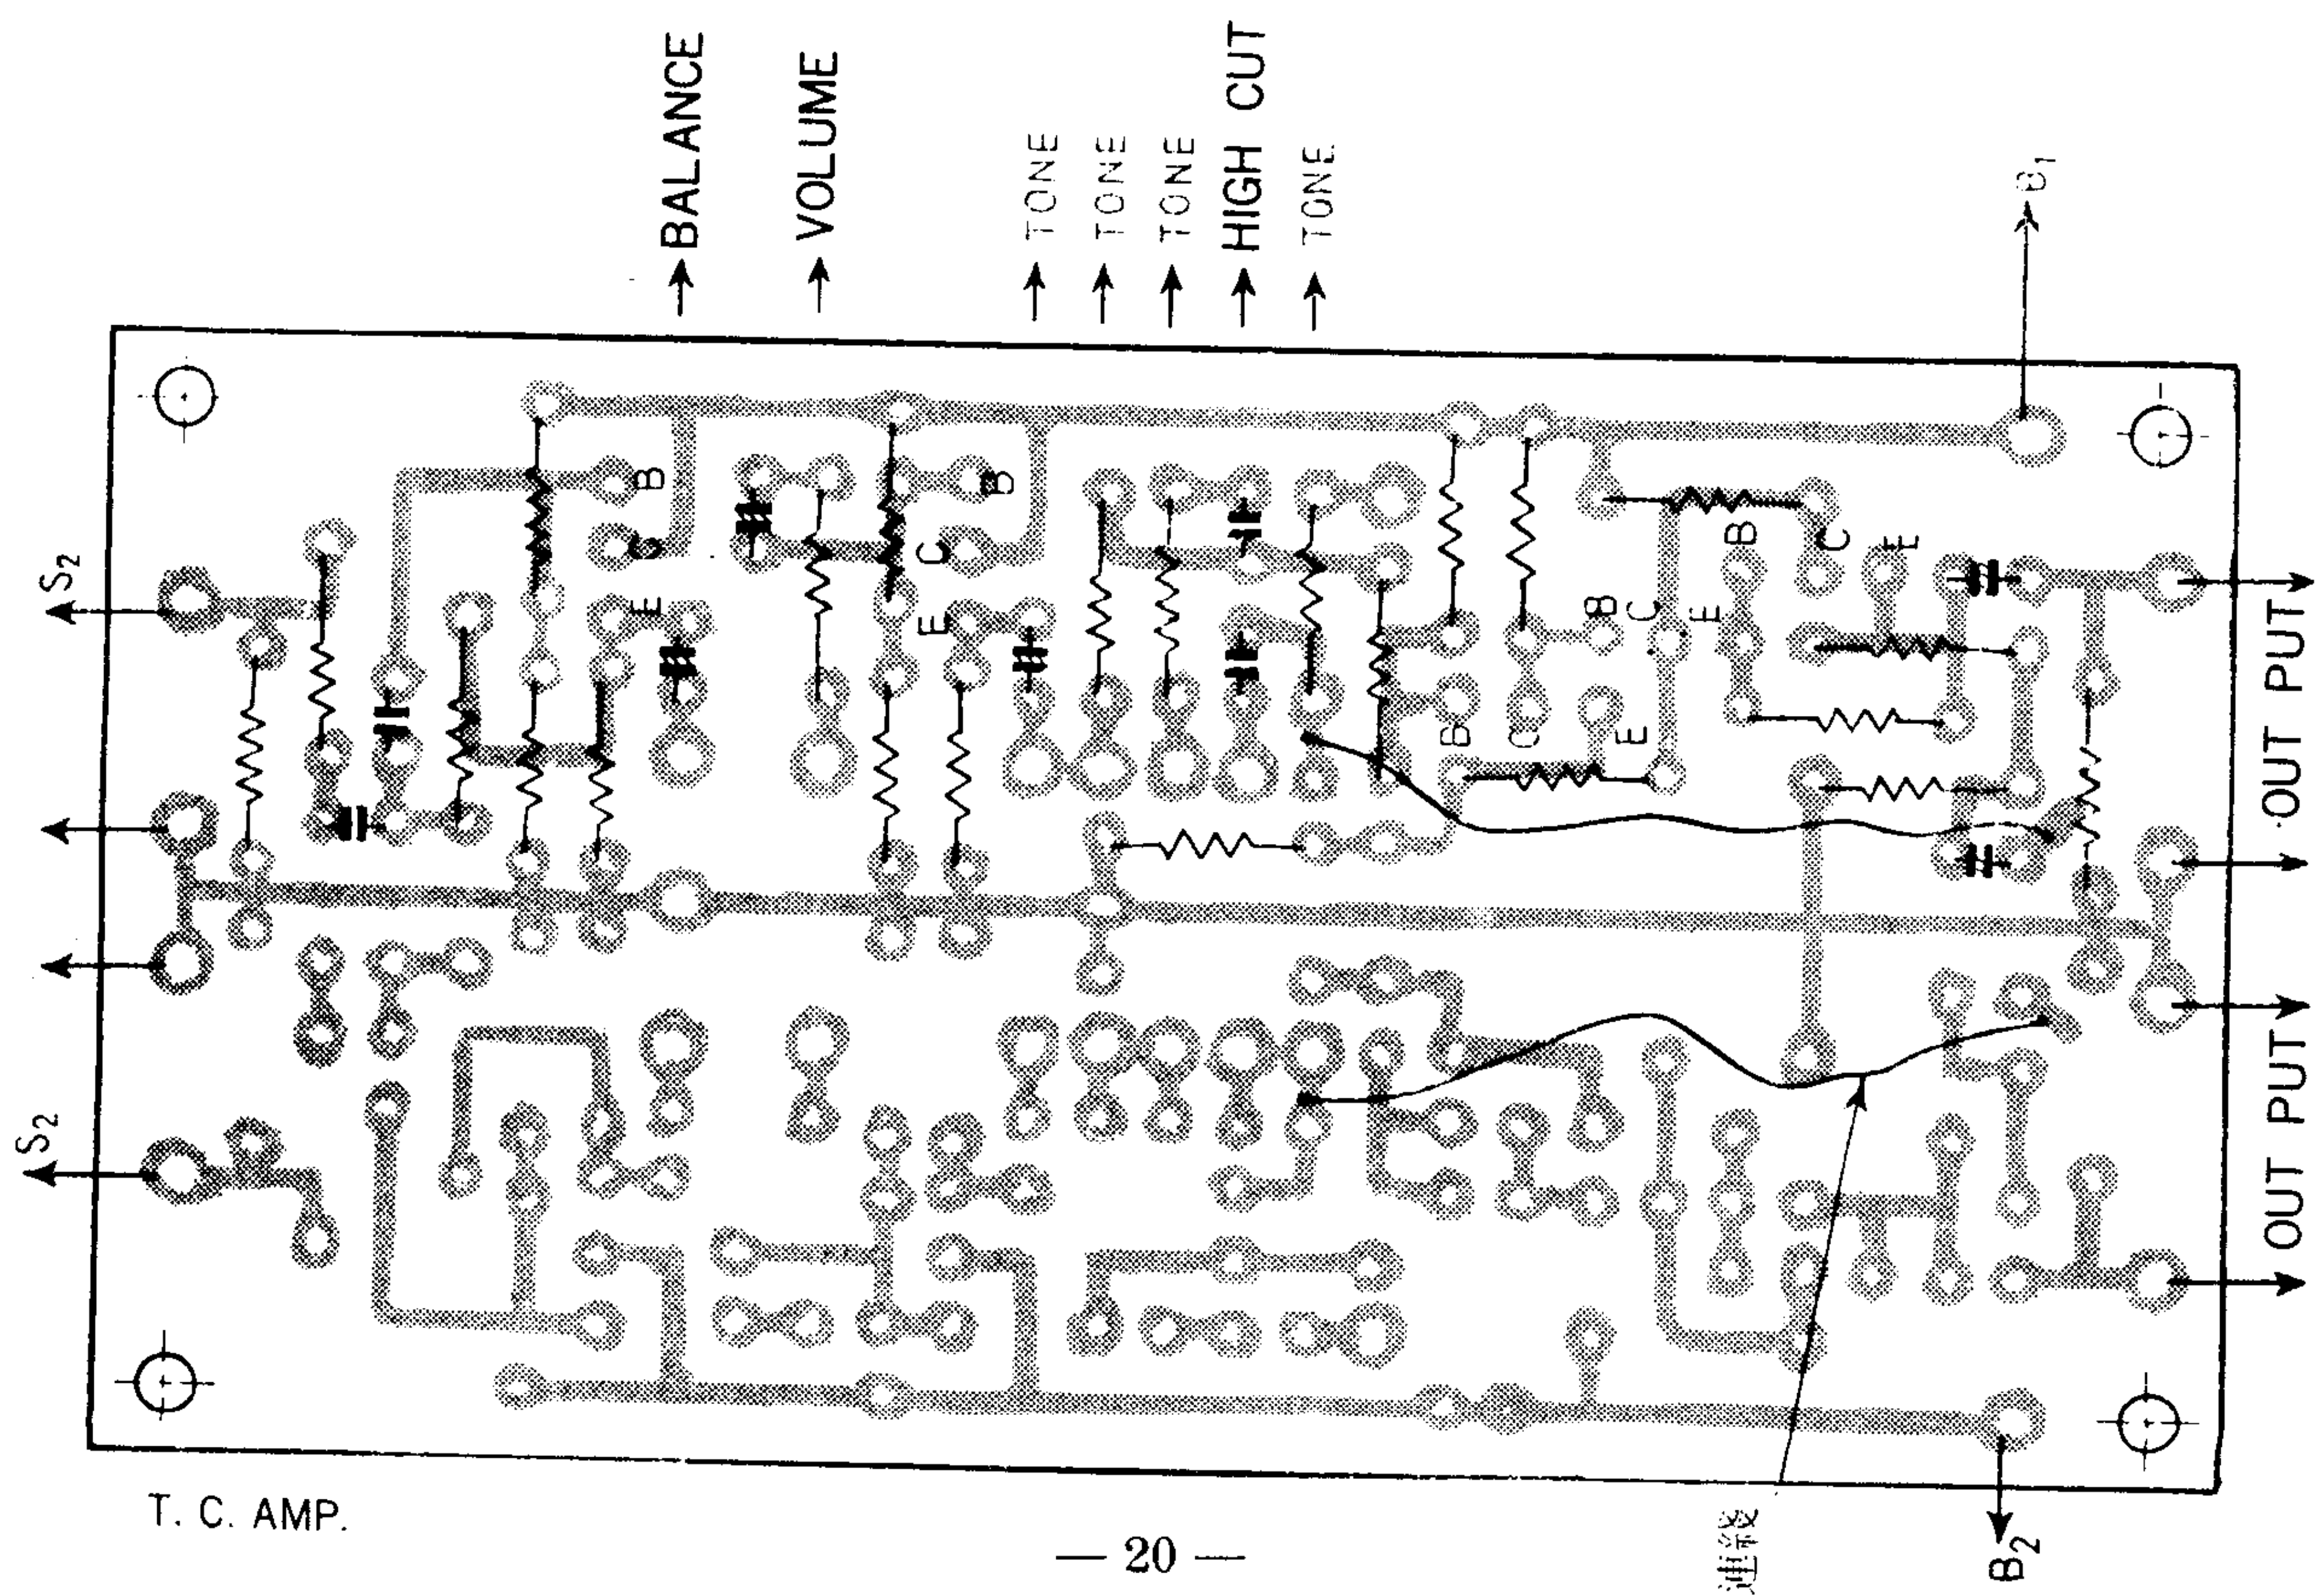 BALANCE
VOLUME
TONE
TONE
TONE
HIGH CUT
TONE
B₁
S₂
S₂
B
C
E
B
C
E
B
C
E
B
C
E
B
C
E
OUT PUT
OUT PUT
T. C. AMP.
B₂
— 20 —